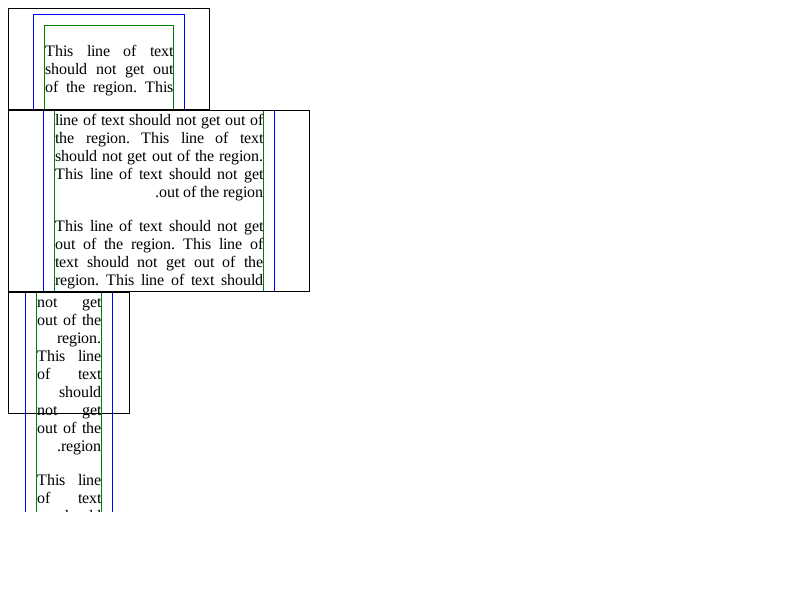 This line of text
should not get out
of the region. This
line of text should not get out of
the region. This line of text
should not get out of the region.
This line of text should not get
.out of the region
This line of text should not get
out of the region. This line of
text should not get out of the
region. This line of text should
not get
out of the
region.
This line
of text
should
not get
out of the
.region
This line
of text